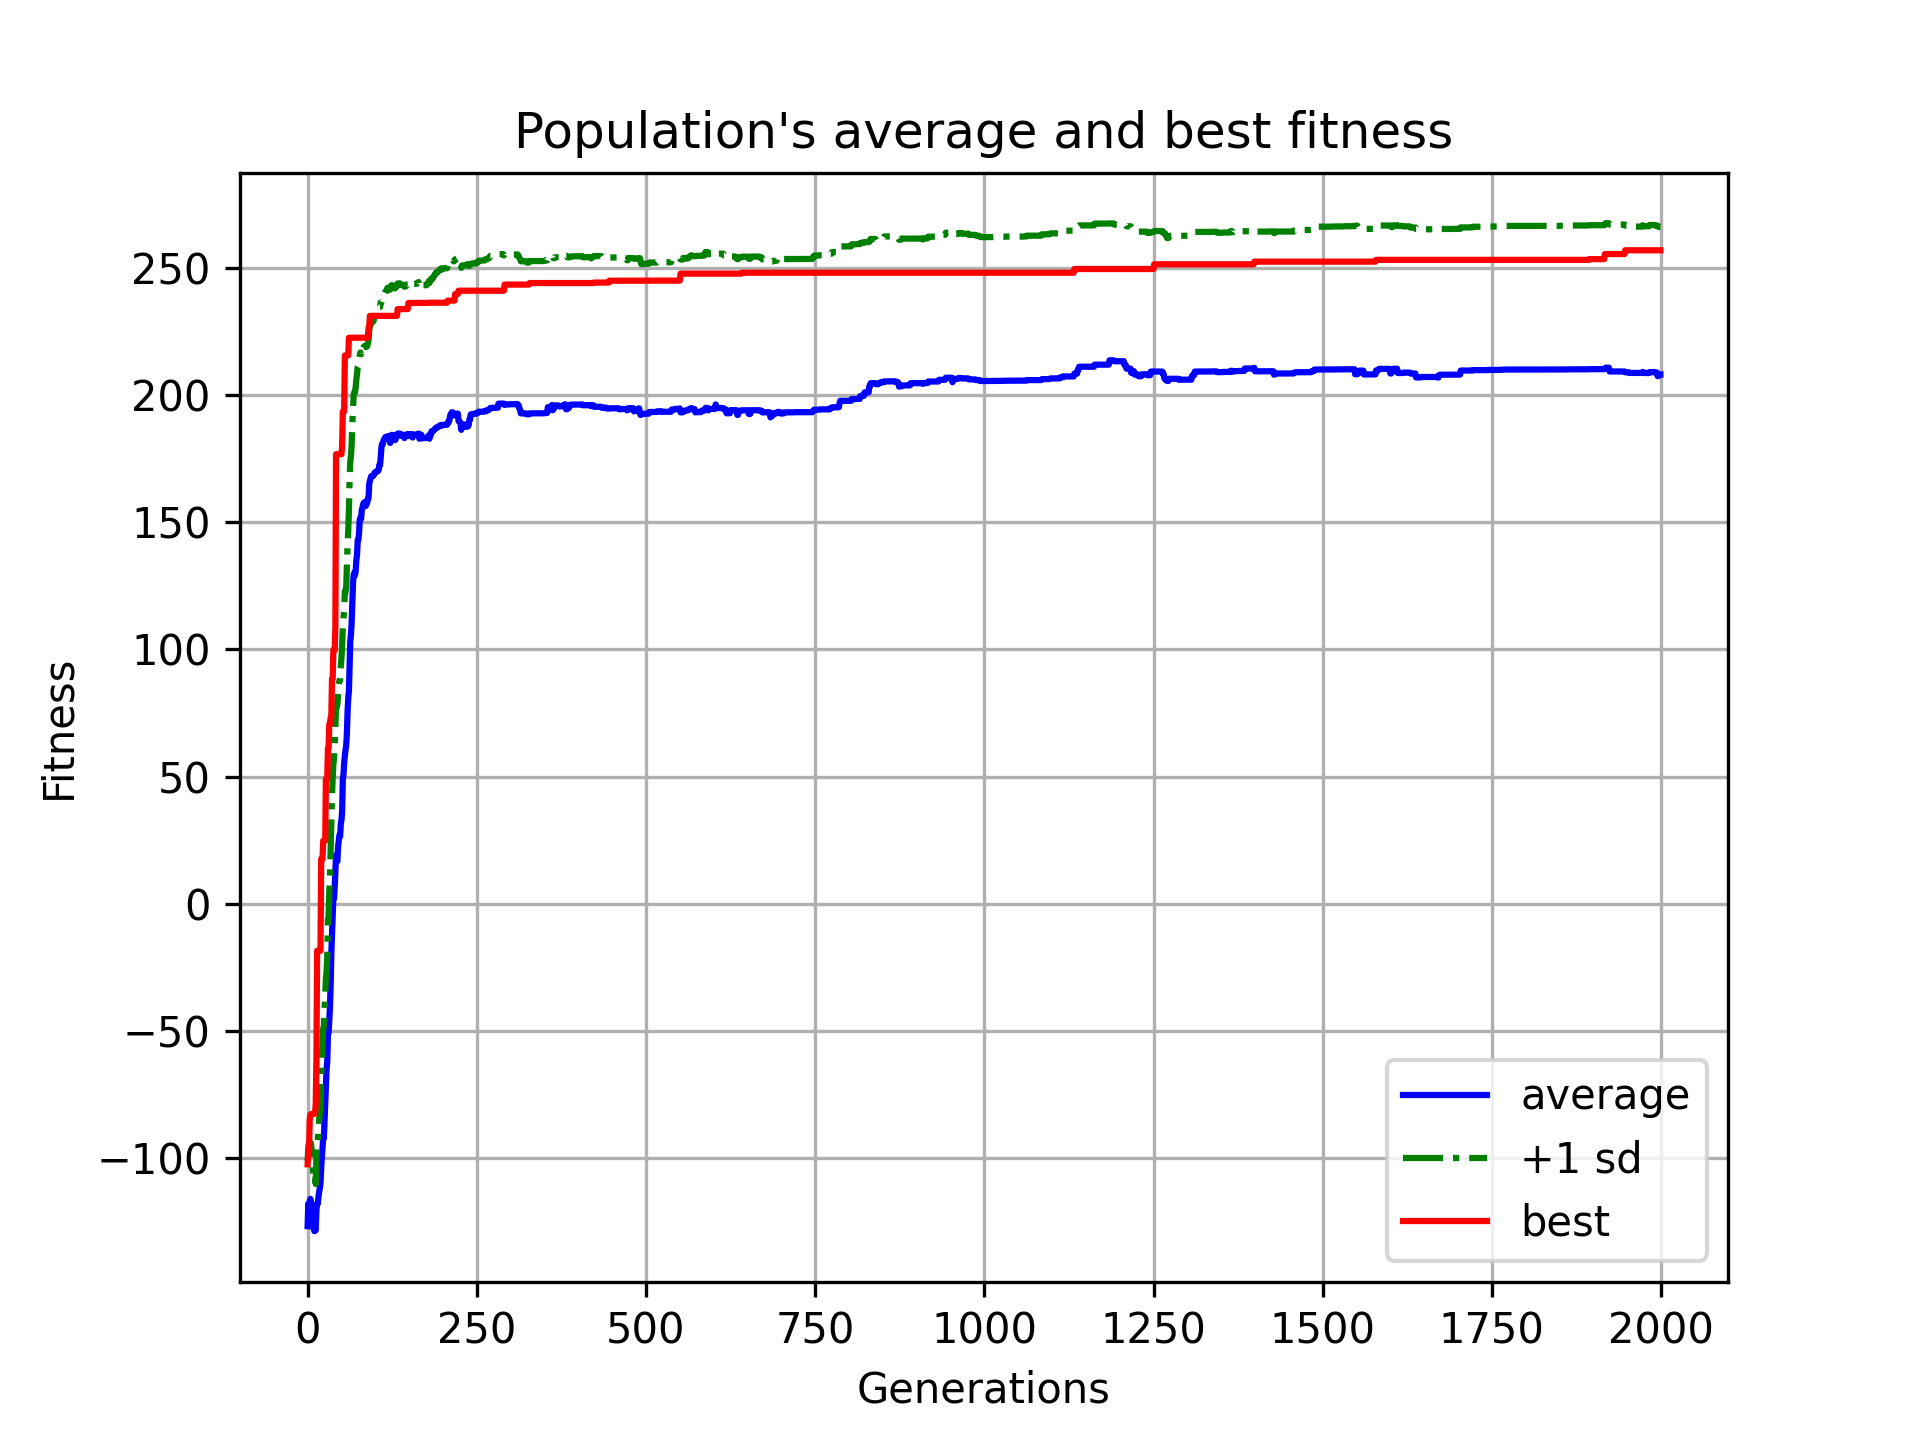 Population's average and best fitness
Fitness
250
200
150
100
50
0
−50
−100
0 250 500 750 1000 1250 1500 1750 2000
Generations
average
+1 sd
best